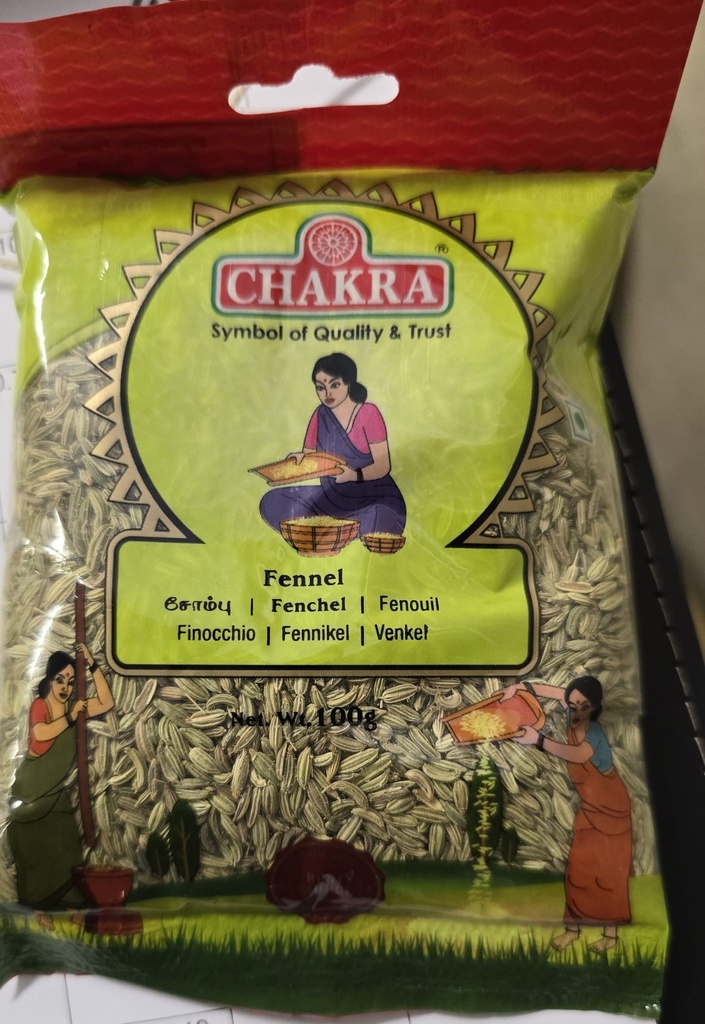 CHAKRA ®
Symbol of Quality & Trust
Fennel
சோம்பு | Fenchel | Fenouil
Finocchio | Fennikel | Venkel
Net. Wt. 100g